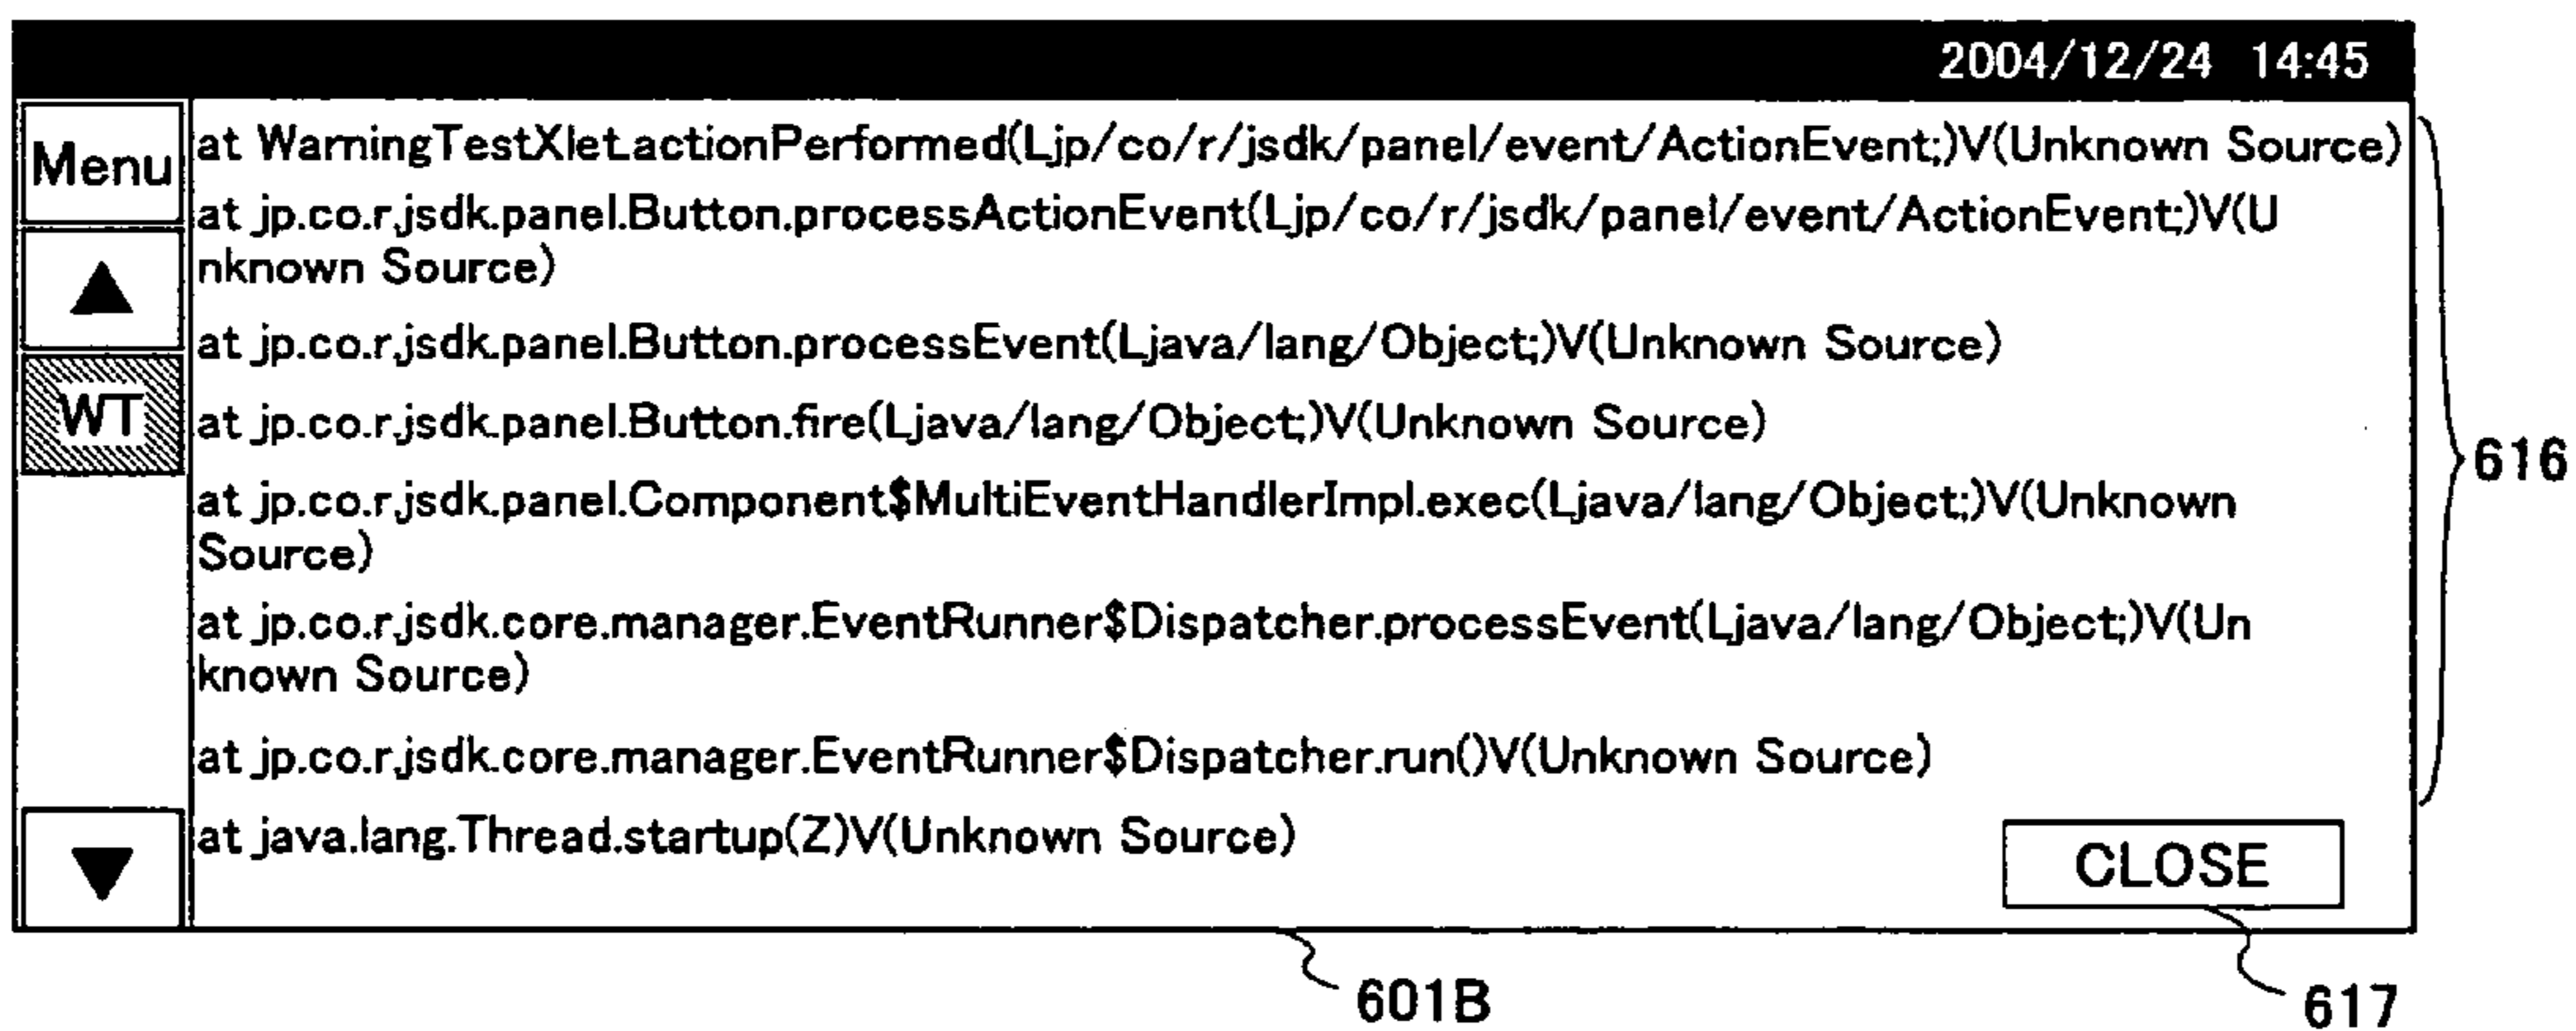 2004/12/24 14:45
Menu
▲
WT
▼
at WarningTestXlet.actionPerformed(Ljp/co/r/jsdk/panel/event/ActionEvent;)V(Unknown Source)
at jp.co.r.jsdk.panel.Button.processActionEvent(Ljp/co/r/jsdk/panel/event/ActionEvent;)V(U
nknown Source)
at jp.co.r.jsdk.panel.Button.processEvent(Ljava/lang/Object;)V(Unknown Source)
at jp.co.r.jsdk.panel.Button.fire(Ljava/lang/Object;)V(Unknown Source)
at jp.co.r.jsdk.panel.Component$MultiEventHandlerImpl.exec(Ljava/lang/Object;)V(Unknown
Source)
at jp.co.r.jsdk.core.manager.EventRunner$Dispatcher.processEvent(Ljava/lang/Object;)V(Un
known Source)
at jp.co.r.jsdk.core.manager.EventRunner$Dispatcher.run()V(Unknown Source)
at java.lang.Thread.startup(Z)V(Unknown Source)
CLOSE
616
601B
617